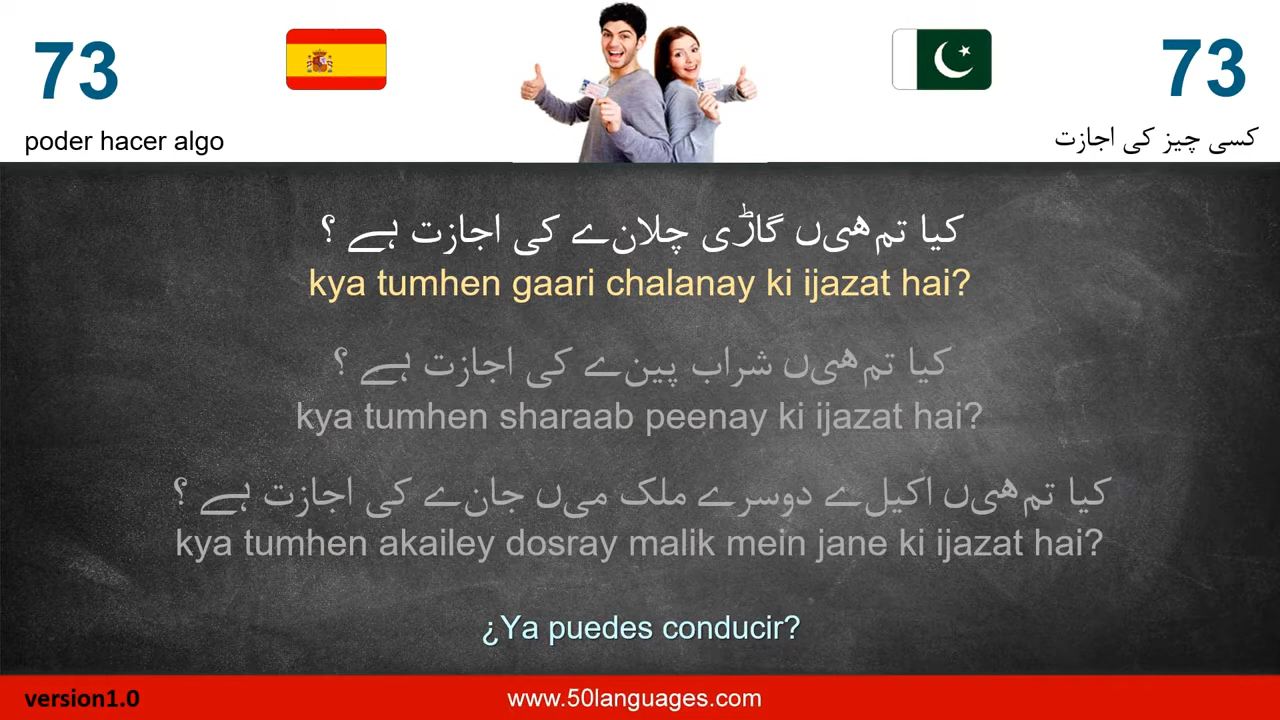 73
73
poder hacer algo
کسی چیز کی اجازت
کیا تمہیں گاڑی چلانے کی اجازت ہے ؟
kya tumhen gaari chalanay ki ijazat hai?
کیا تمہیں شراب پینے کی اجازت ہے ؟
kya tumhen sharaab peenay ki ijazat hai?
کیا تمہیں اکیلے دوسرے ملک میں جانے کی اجازت ہے ؟
kya tumhen akailey dosray malik mein jane ki ijazat hai?
¿Ya puedes conducir?
version1.0
www.50languages.com